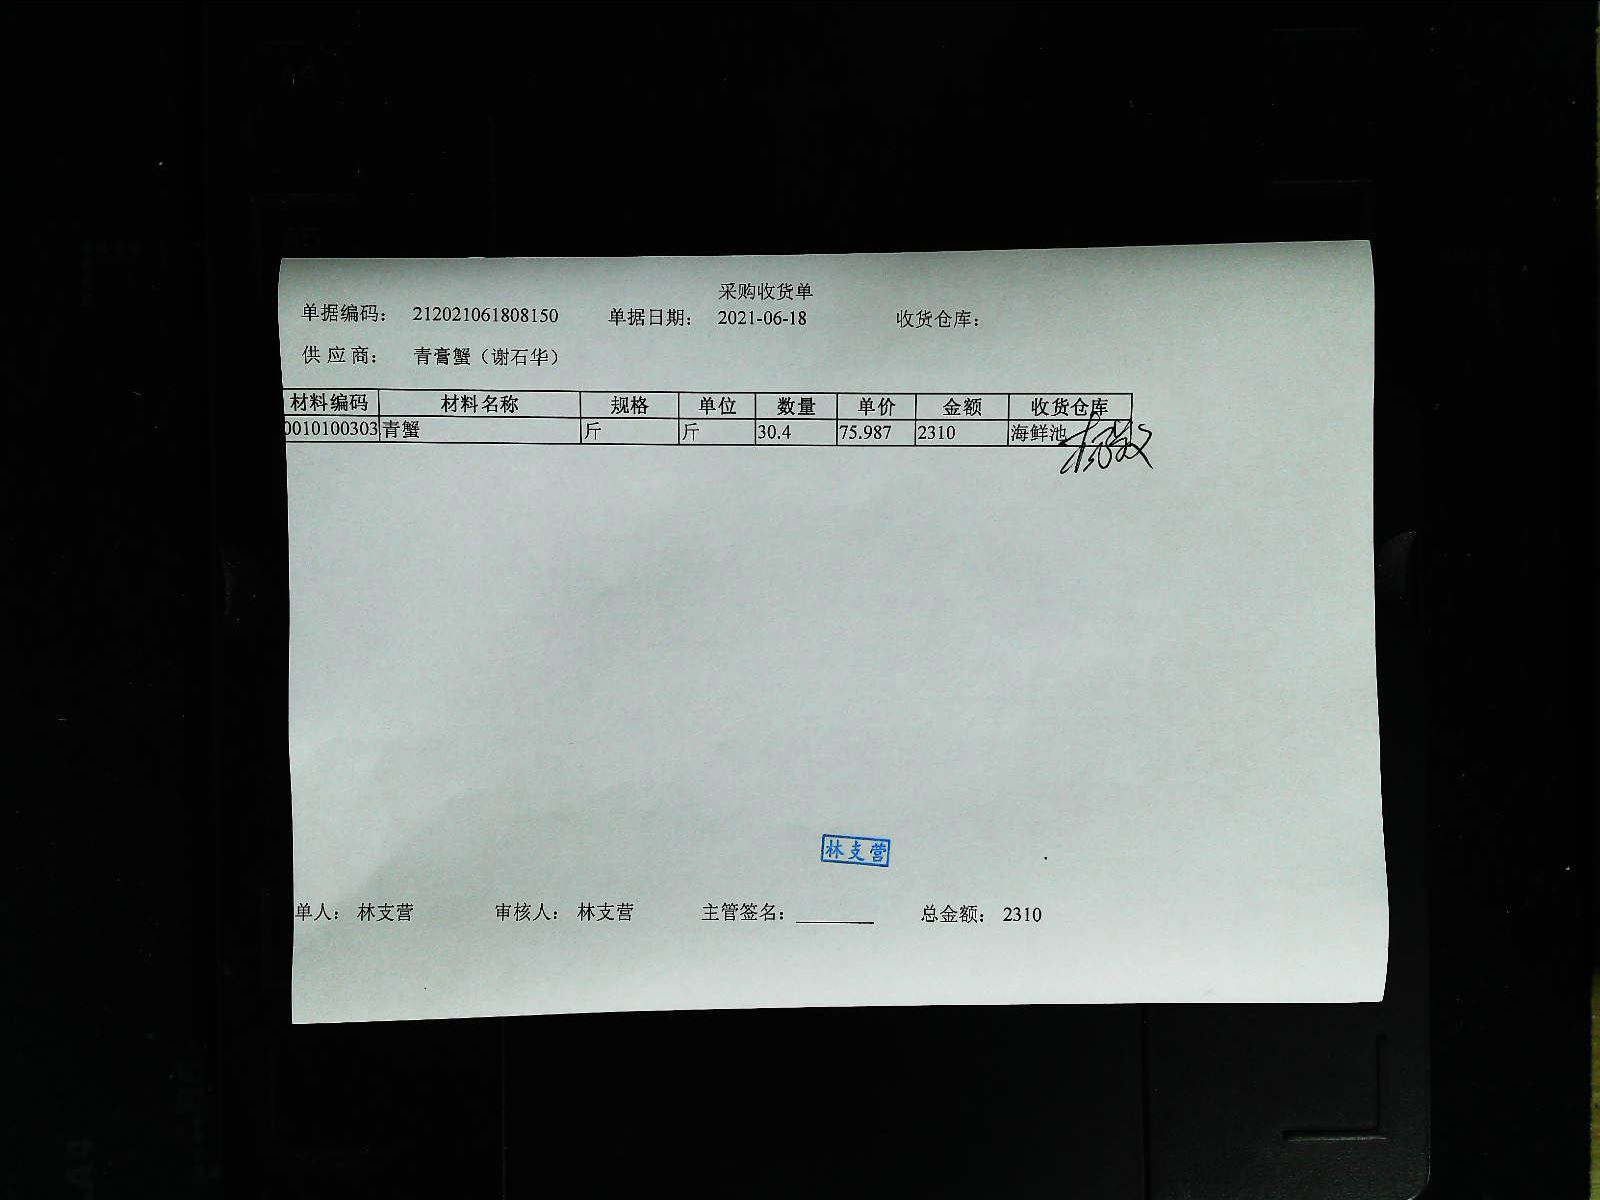 采购收货单
单据编码： 212021061808150 单据日期： 2021-06-18 收货仓库：
供应商： 青膏蟹（谢石华）
材料编码 材料名称 规格 单位 数量 单价 金额 收货仓库
0010100303 青蟹 斤 斤 30.4 75.987 2310 海鲜池
林支营
单人： 林支营 审核人： 林支营 主管签名： 总金额： 2310